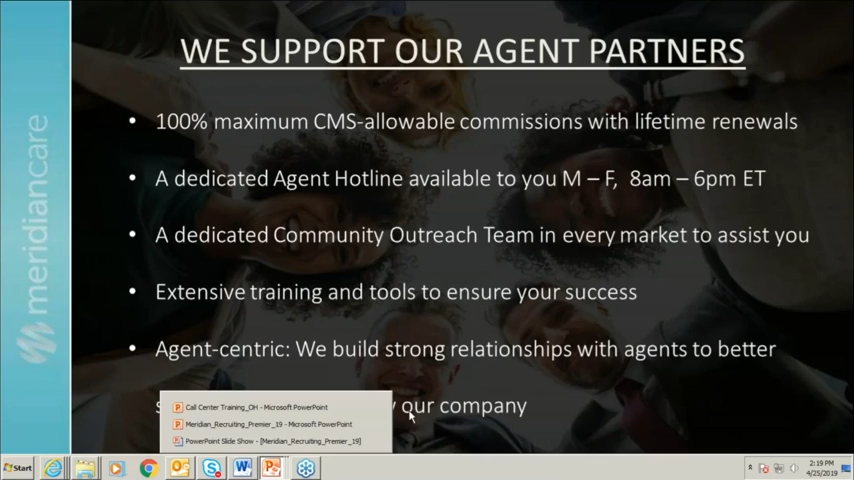 WE SUPPORT OUR AGENT PARTNERS
meridiancare
• 100% maximum CMS-allowable commissions with lifetime renewals
• A dedicated Agent Hotline available to you M – F, 8am – 6pm ET
• A dedicated Community Outreach Team in every market to assist you
• Extensive training and tools to ensure your success
• Agent-centric: We build strong relationships with agents to better
our company
Call Center Training_OH - Microsoft PowerPoint
Meridian_Recruiting_Premier_19 - Microsoft PowerPoint
PowerPoint Slide Show - [Meridian_Recruiting_Premier_19]
Start
2:19 PM
4/25/2019